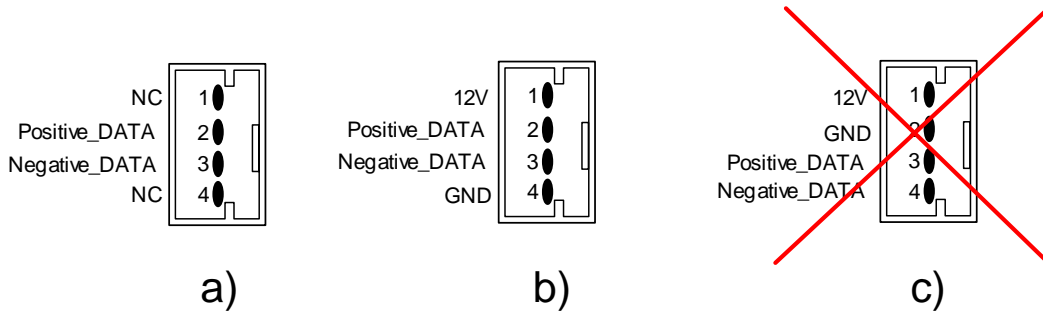 NC 1
Positive_DATA 2
Negative_DATA 3
NC 4
a)
12V 1
Positive_DATA 2
Negative_DATA 3
GND 4
b)
12V 1
GND 2
Positive_DATA 3
Negative_DATA 4
c)